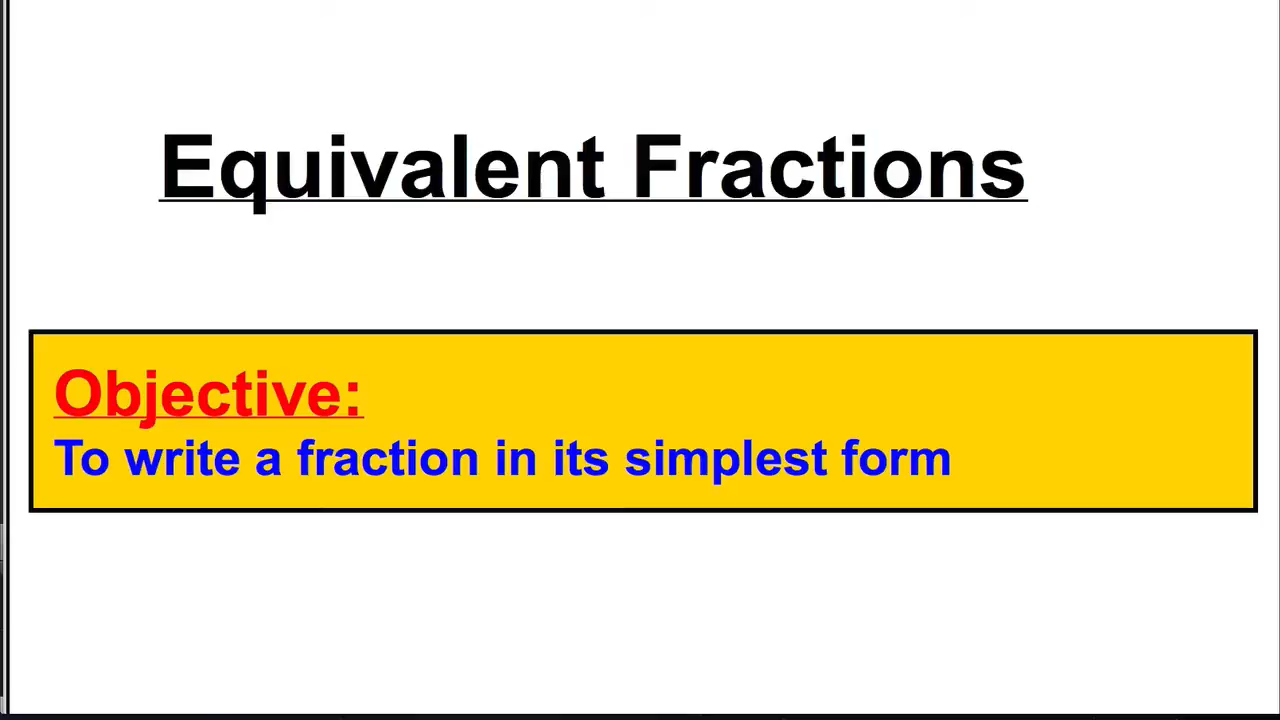 Equivalent Fractions
Objective:
To write a fraction in its simplest form